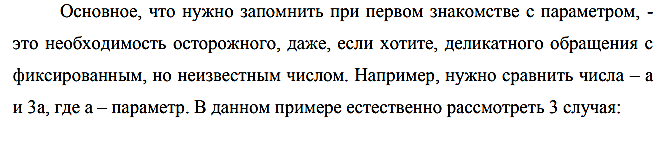 Основное, что нужно запомнить при первом знакомстве с параметром, -
это необходимость осторожного, даже, если хотите, деликатного обращения с
фиксированным, но неизвестным числом. Например, нужно сравнить числа – а
и 3а, где а – параметр. В данном примере естественно рассмотреть 3 случая: